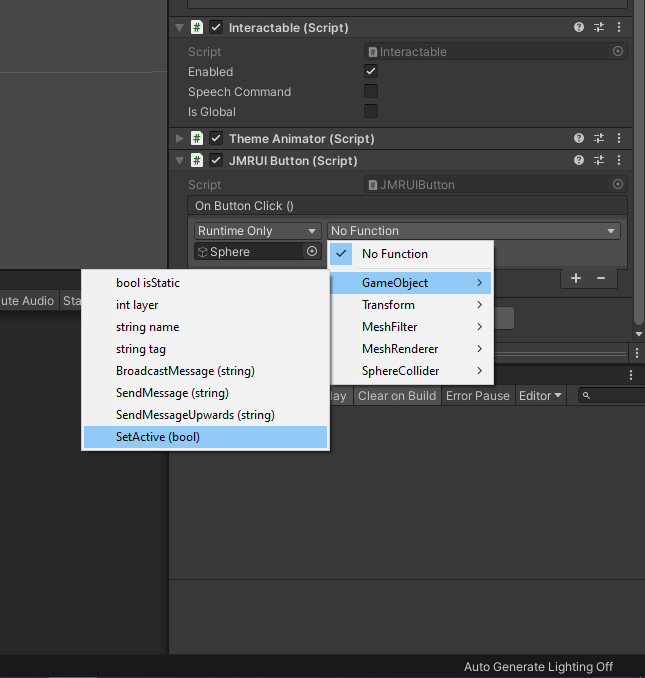 Interactable (Script)
Script
Interactable
Enabled
Speech Command
Is Global
Theme Animator (Script)
JMRUI Button (Script)
Script
JMRUIButton
On Button Click ()
Runtime Only
No Function
Sphere
No Function
GameObject
Transform
MeshFilter
MeshRenderer
SphereCollider
bool isStatic
int layer
string name
string tag
BroadcastMessage (string)
SendMessage (string)
SendMessageUpwards (string)
SetActive (bool)
ute Audio
Sta
lay
Clear on Build
Error Pause
Editor
Auto Generate Lighting Off